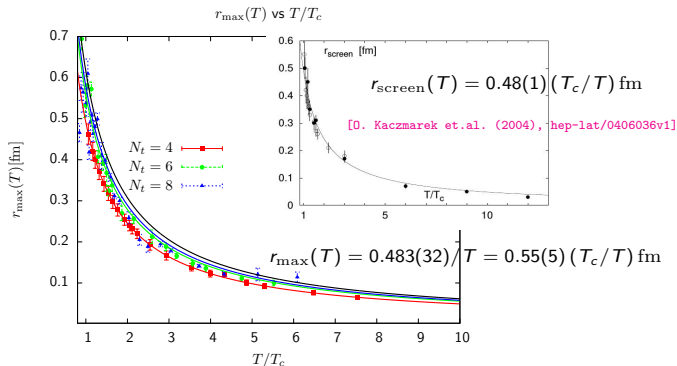 r_max(T) vs T/T_c
0.7
0.6
0.5
0.4
0.3
0.2
0.1
r_max(T)[fm]
N_t = 4
N_t = 6
N_t = 8
1 2 3 4 5 6 7 8 9 10
T/T_c
r_screen [fm]
0.6
0.5
0.4
0.3
0.2
0.1
0
1 5 10
T/T_c
r_screen(T) = 0.48(1) (T_c/T) fm
[O. Kaczmarek et.al. (2004), hep-lat/0406036v1]
r_max(T) = 0.483(32)/T = 0.55(5) (T_c/T) fm